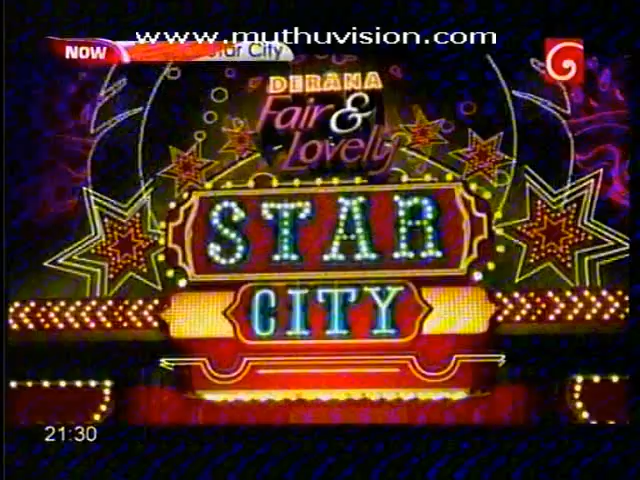 www.muthuvision.com
NOW Star City
DERANA
Fair &
Lovely
STAR
CITY
21:30